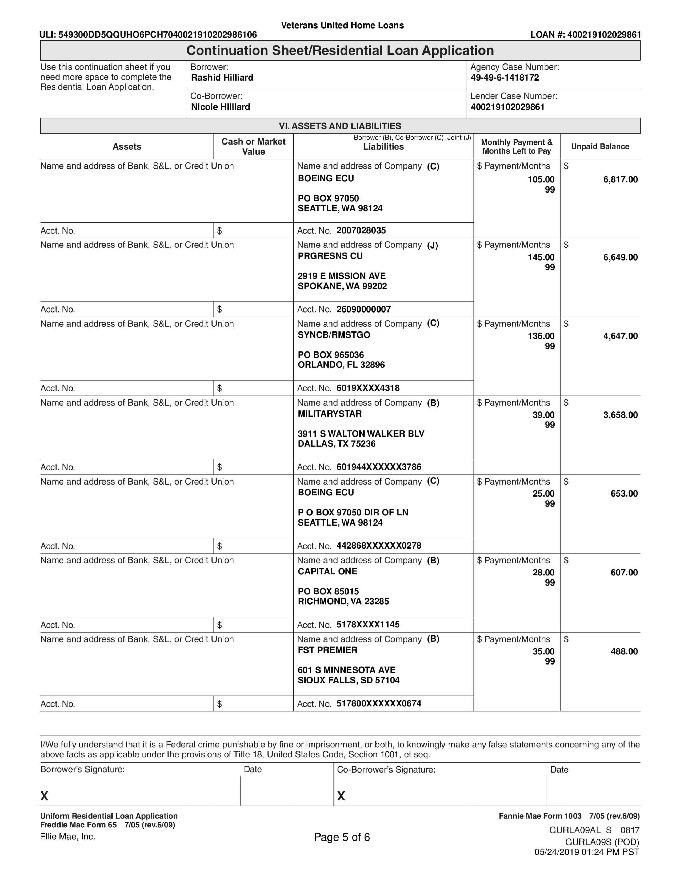 Veterans United Home Loans
ULI: 549300DD5QQUHO6PCH7040021910202986106 LOAN #: 400219102029861
Continuation Sheet/Residential Loan Application
Use this continuation sheet if you
need more space to complete the
Residential Loan Application.
Borrower:
Rashid Hilliard
Agency Case Number:
49-49-6-1418172
Co-Borrower:
Nicole Hilliard
Lender Case Number:
400219102029861
VI. ASSETS AND LIABILITIES
Assets
Cash or Market
Value
Borrower (B), Co-Borrower (C), Joint (J)
Liabilities
Monthly Payment &
Months Left to Pay
Unpaid Balance
Name and address of Bank, S&L, or Credit Union Name and address of Company (C) $ Payment/Months $
BOEING ECU 105.00 6,817.00
99
PO BOX 97050
SEATTLE, WA 98124
Acct. No. $ Acct. No. 2007028035
Name and address of Bank, S&L, or Credit Union Name and address of Company (J) $ Payment/Months $
PRGRESNS CU 145.00 6,649.00
99
2919 E MISSION AVE
SPOKANE, WA 99202
Acct. No. $ Acct. No. 26090000007
Name and address of Bank, S&L, or Credit Union Name and address of Company (C) $ Payment/Months $
SYNCB/RMSTGO 136.00 4,647.00
99
PO BOX 965036
ORLANDO, FL 32896
Acct. No. $ Acct. No. 6019XXXX4318
Name and address of Bank, S&L, or Credit Union Name and address of Company (B) $ Payment/Months $
MILITARYSTAR 39.00 3,658.00
99
3911 S WALTON WALKER BLV
DALLAS, TX 75236
Acct. No. $ Acct. No. 601944XXXXXX3786
Name and address of Bank, S&L, or Credit Union Name and address of Company (C) $ Payment/Months $
BOEING ECU 25.00 653.00
99
P O BOX 97050 DIR OF LN
SEATTLE, WA 98124
Acct. No. $ Acct. No. 442868XXXXXX0278
Name and address of Bank, S&L, or Credit Union Name and address of Company (B) $ Payment/Months $
CAPITAL ONE 28.00 607.00
99
PO BOX 85015
RICHMOND, VA 23285
Acct. No. $ Acct. No. 5178XXXX1145
Name and address of Bank, S&L, or Credit Union Name and address of Company (B) $ Payment/Months $
FST PREMIER 35.00 488.00
99
601 S MINNESOTA AVE
SIOUX FALLS, SD 57104
Acct. No. $ Acct. No. 517800XXXXXX0674
I/We fully understand that it is a Federal crime punishable by fine or imprisonment, or both, to knowingly make any false statements concerning any of the
above facts as applicable under the provisions of Title 18, United States Code, Section 1001, et seq.
Borrower's Signature: Date Co-Borrower's Signature: Date
X X
Uniform Residential Loan Application
Freddie Mac Form 65 7/05 (rev.6/09)
Ellie Mae, Inc.
Page 5 of 6
Fannie Mae Form 1003 7/05 (rev.6/09)
GURLA09AL S 0817
GURLA09S (POD)
05/24/2019 01:24 PM PST